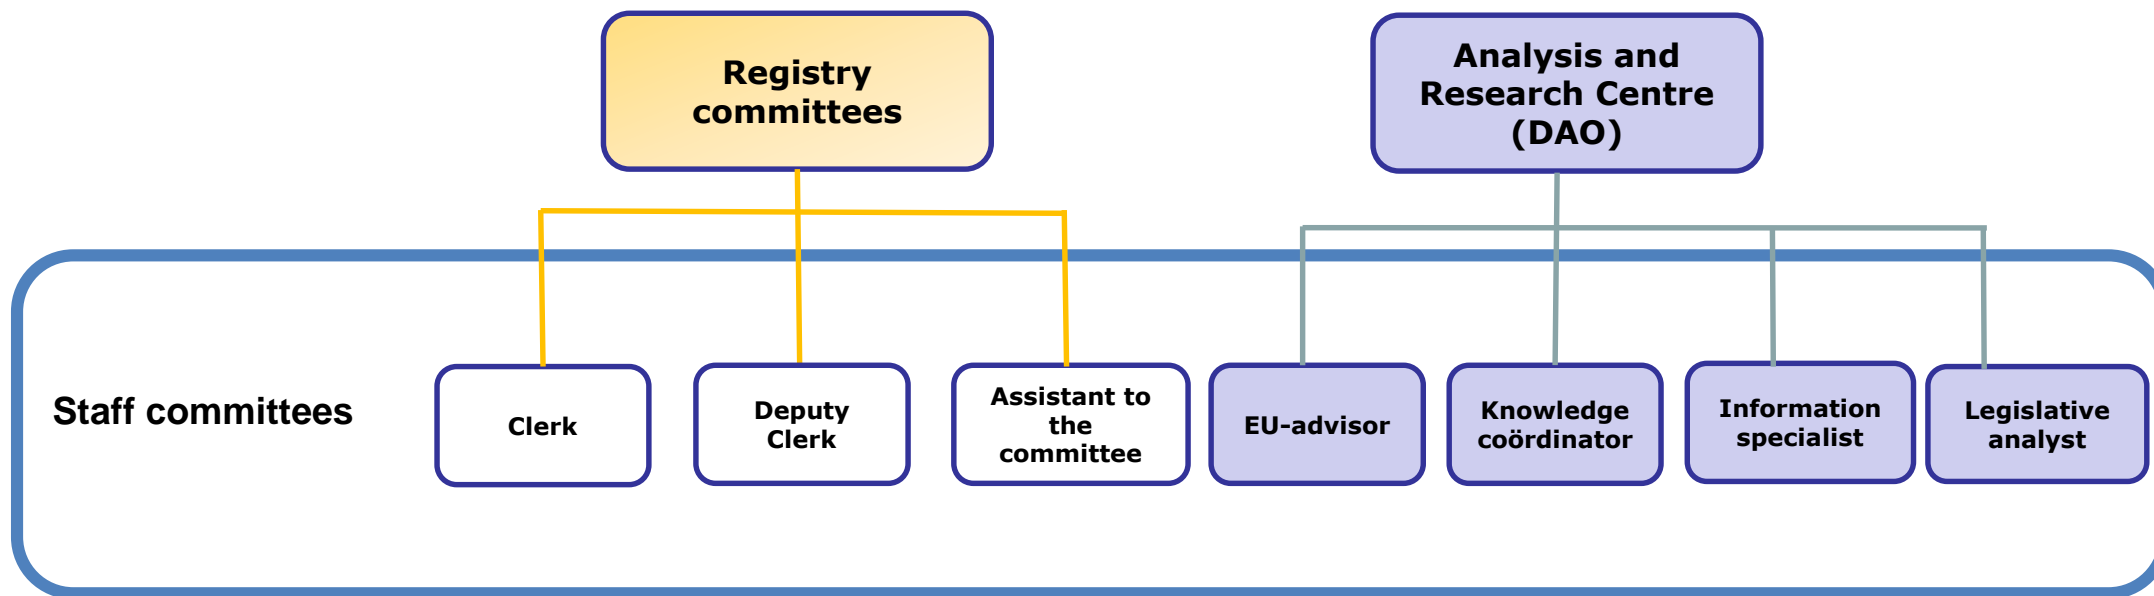 Registry
committees
Analysis and
Research Centre
(DAO)
Staff committees
Clerk
Deputy
Clerk
Assistant to
the
committee
EU-advisor
Knowledge
coördinator
Information
specialist
Legislative
analyst